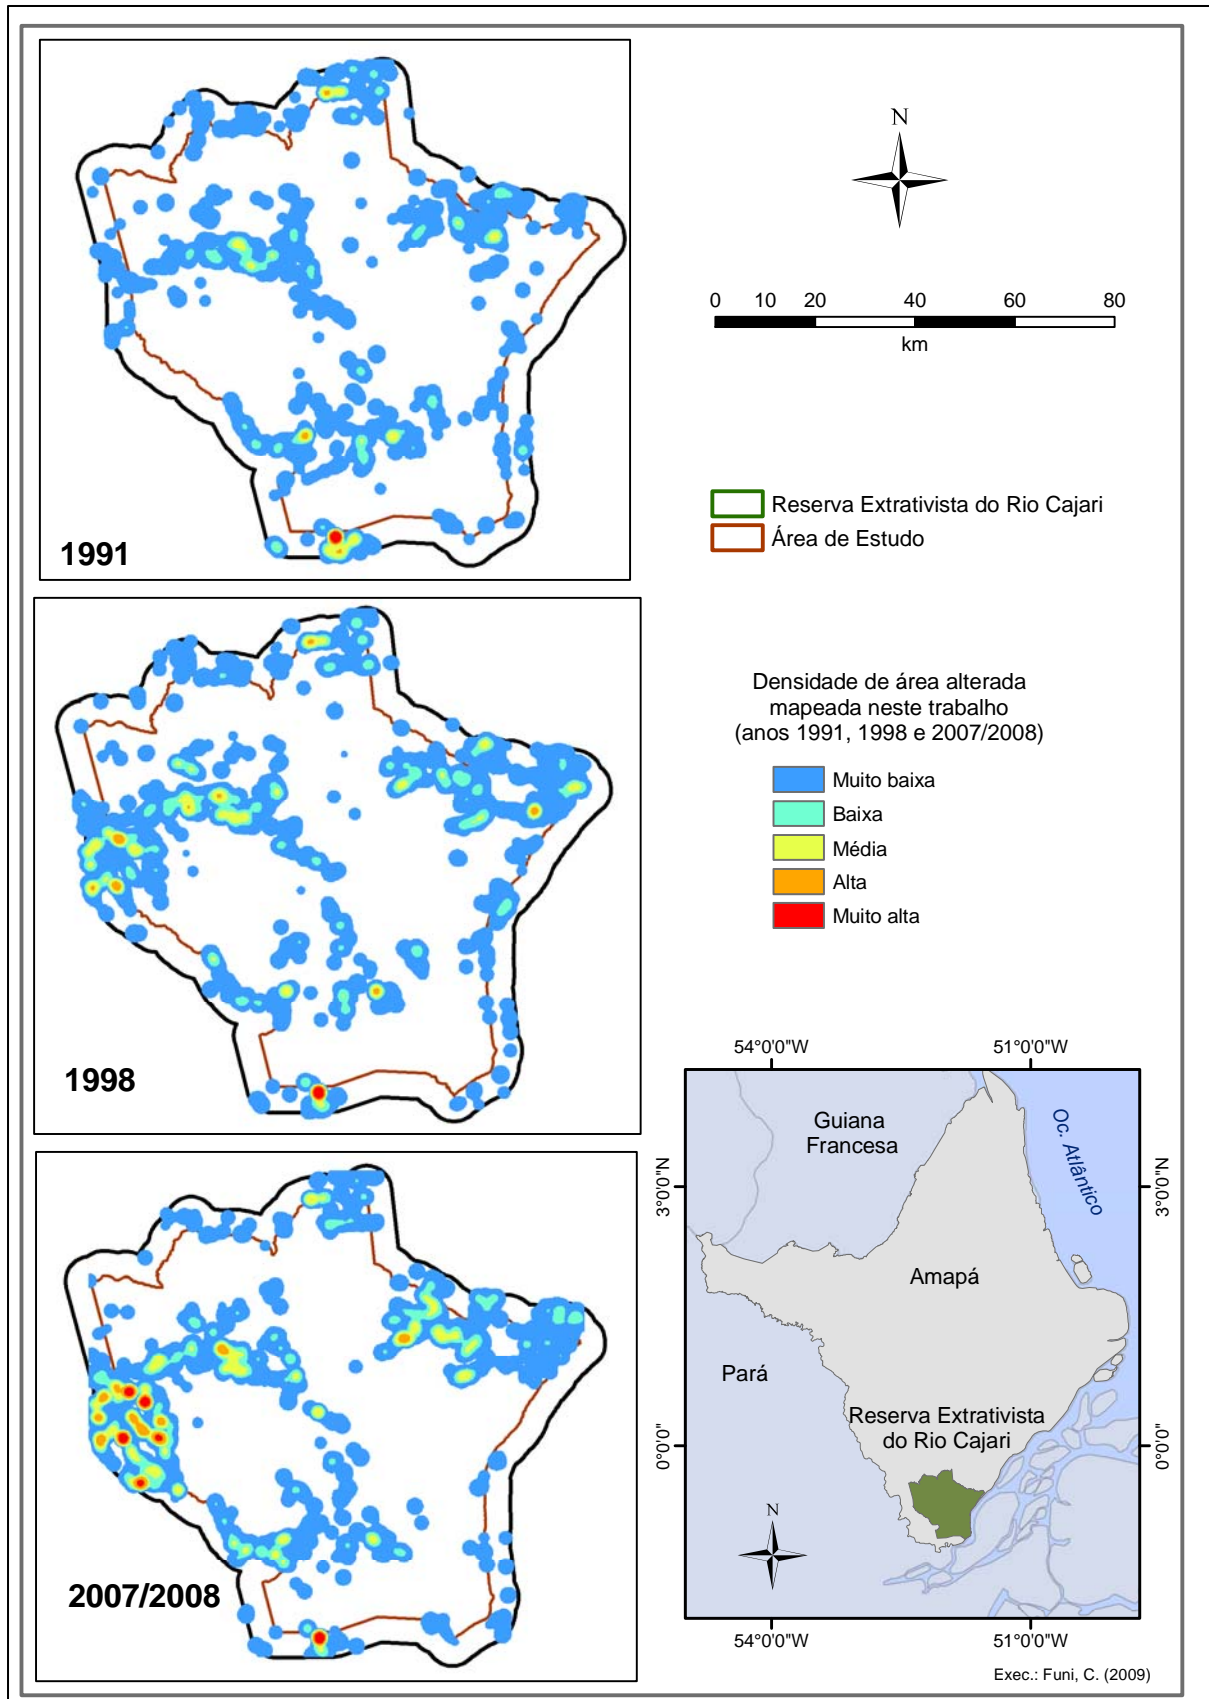 1991
1998
2007/2008
N
0 10 20 40 60 80
km
Reserva Extrativista do Rio Cajari
Área de Estudo
Densidade de área alterada
mapeada neste trabalho
(anos 1991, 1998 e 2007/2008)
Muito baixa
Baixa
Média
Alta
Muito alta
54°0'0"W 51°0'0"W
3°0'0"N 3°0'0"N
0°0'0" 0°0'0"
Guiana
Francesa
Oc. Atlântico
Amapá
Pará
Reserva Extrativista
do Rio Cajari
N
54°0'0"W 51°0'0"W
Exec.: Funi, C. (2009)